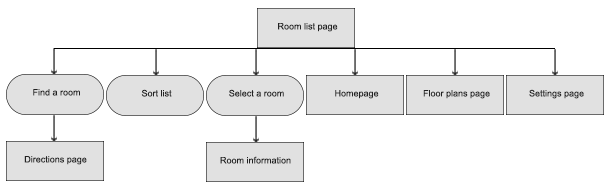 Room list page
Find a room
Sort list
Select a room
Homepage
Floor plans page
Settings page
Directions page
Room information